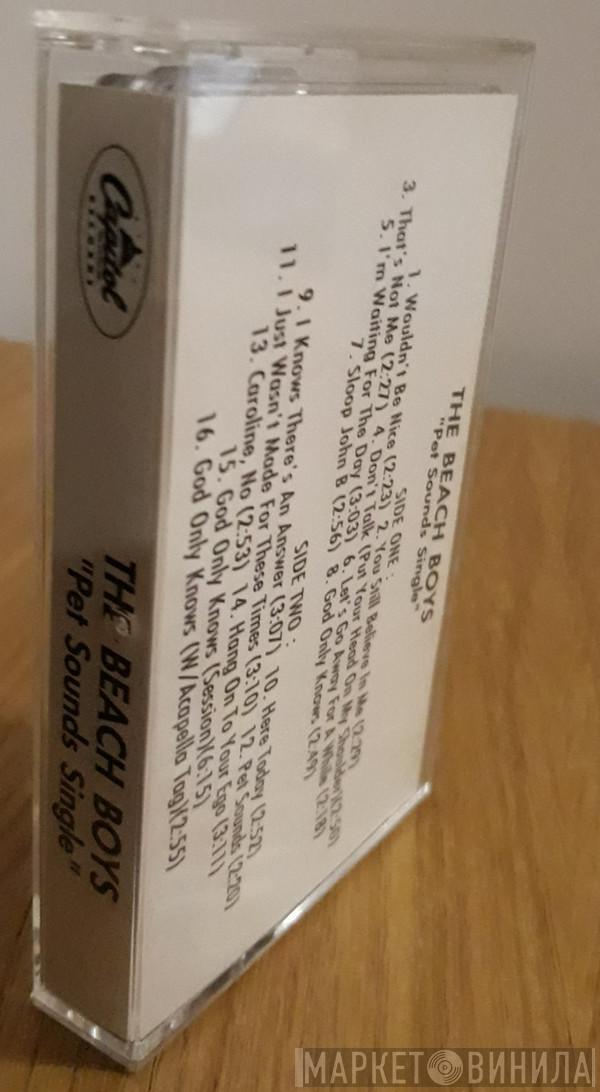 THE BEACH BOYS
"Pet Sounds Single"
SIDE ONE :
1. Wouldn't Be Nice (2:23) 2. You Still Believe In Me (2:29)
3. That's Not Me (2:27) 4. Don't Talk (Put Your Head On My Shoulder)(2:50)
5. I'm Waiting For The Day (3:03) 6. Let's Go Away For A While (2:18)
7. Sloop John B (2:56) 8. God Only Knows (2:49)
SIDE TWO :
9. I Knows There's An Answer (3:07) 10. Here Today (2:52)
11. I Just Wasn't Made For These Times (3:10) 12. Pet Sounds (2:20)
13. Caroline, No (2:53) 14. Hang On To Your Ego (3:11)
15. God Only Knows (Session)(6:15)
16. God Only Knows (W/Acapella Tag)(2:55)
Capitol
RECORDS
THE BEACH BOYS
"Pet Sounds Single"
МАРКЕТ ВИНИЛА